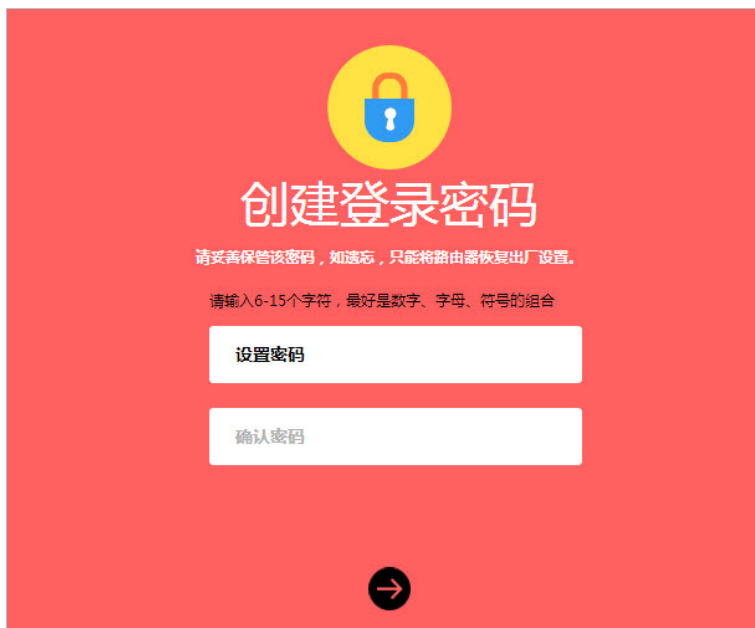 创建登录密码
请妥善保管该密码，如遗忘，只能将路由器恢复出厂设置。
请输入6-15个字符，最好是数字、字母、符号的组合
设置密码
确认密码